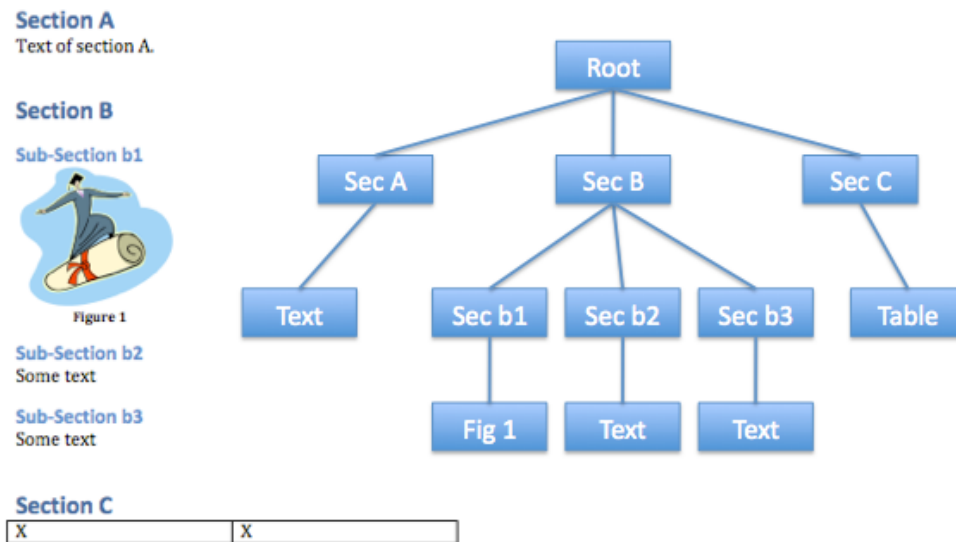 Section A
Text of section A.
Section B
Sub-Section b1
Figure 1
Sub-Section b2
Some text
Sub-Section b3
Some text
Section C
X X
Root
Sec A Sec B Sec C
Text Sec b1 Sec b2 Sec b3 Table
Fig 1 Text Text